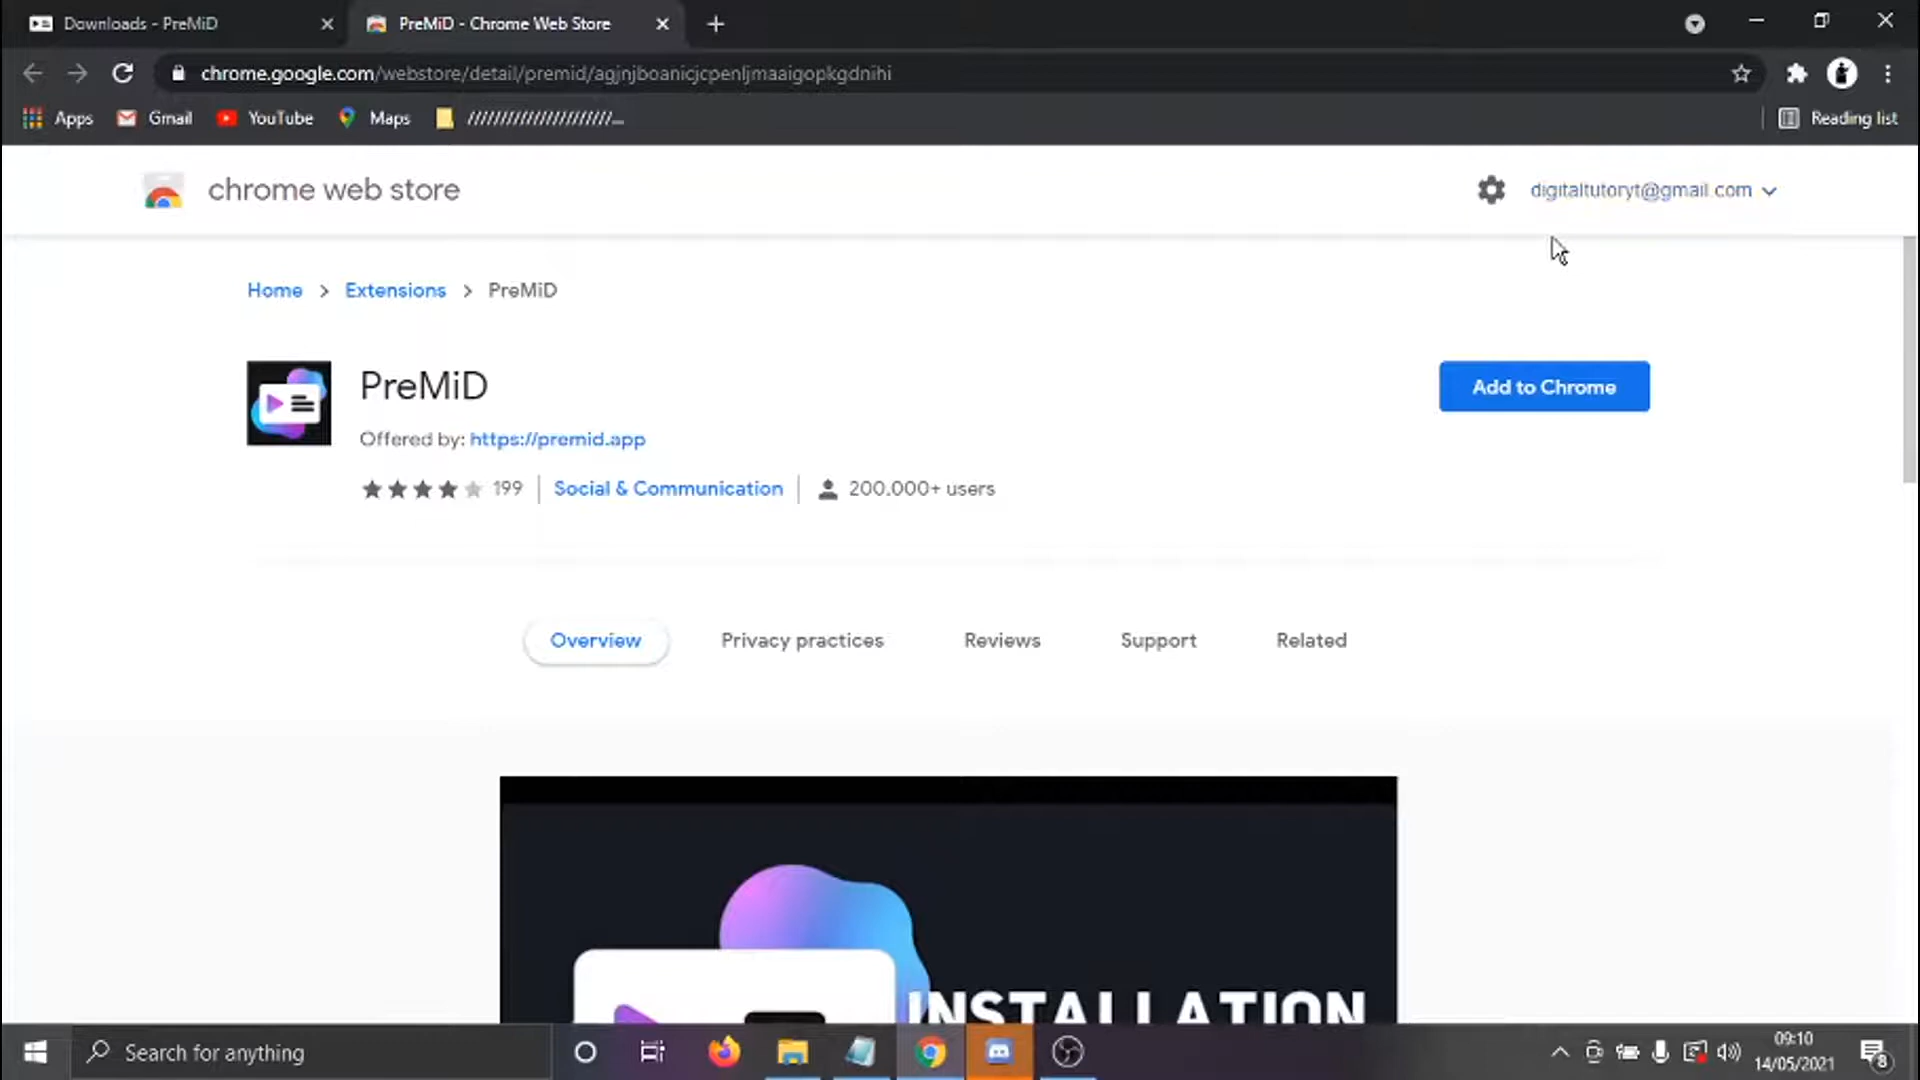 Downloads - PreMiD
PreMiD - Chrome Web Store
chrome.google.com/webstore/detail/premid/agjnjboanicjcpenljmaaigopkgdnihi
Apps
Gmail
YouTube
Maps
//////////////////////...
Reading list
chrome web store
digitaltutoryt@gmail.com
Home > Extensions > PreMiD
PreMiD
Add to Chrome
Offered by: https://premid.app
199
Social & Communication
200.000+ users
Overview
Privacy practices
Reviews
Support
Related
INSTALLATION
Search for anything
09:10
14/05/2021
8